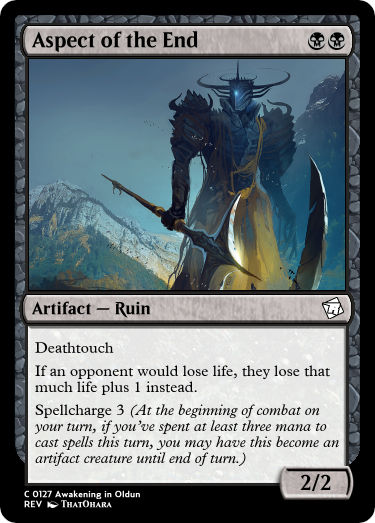 Aspect of the End
Artifact — Ruin
Deathtouch
If an opponent would lose life, they lose that
much life plus 1 instead.
Spellcharge 3 (At the beginning of combat on
your turn, if you've spent at least three mana to
cast spells this turn, you may have this become an
artifact creature until end of turn.)
2/2
C 0127 Awakening in Oldun
REV ThatOhara